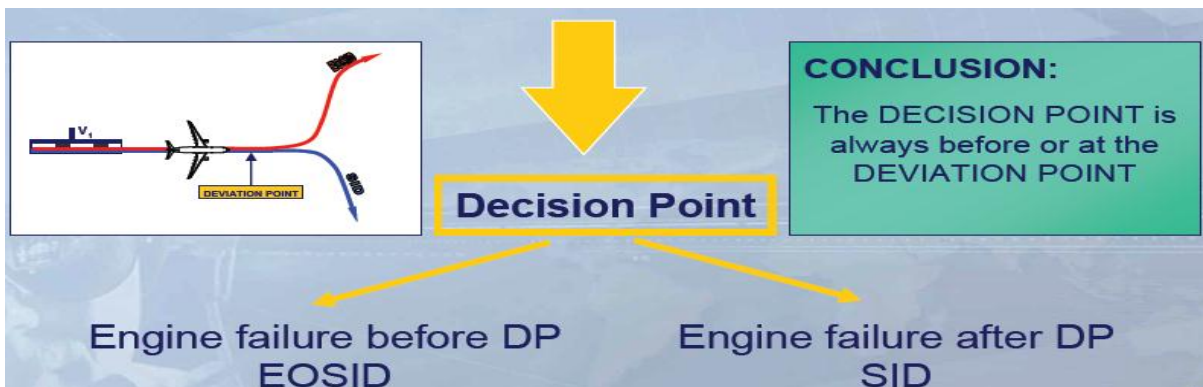 V1
DEVIATION POINT
SID
CONCLUSION:
The DECISION POINT is
always before or at the
DEVIATION POINT
Decision Point
Engine failure before DP
EOSID
Engine failure after DP
SID